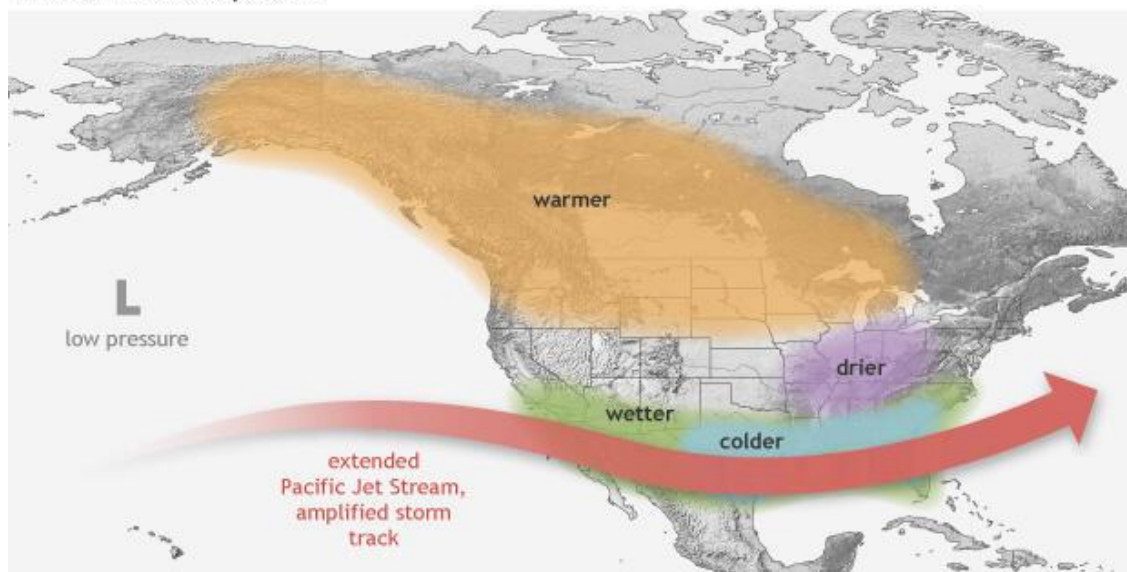 warmer
L
low pressure
drier
wetter
colder
extended
Pacific Jet Stream,
amplified storm
track